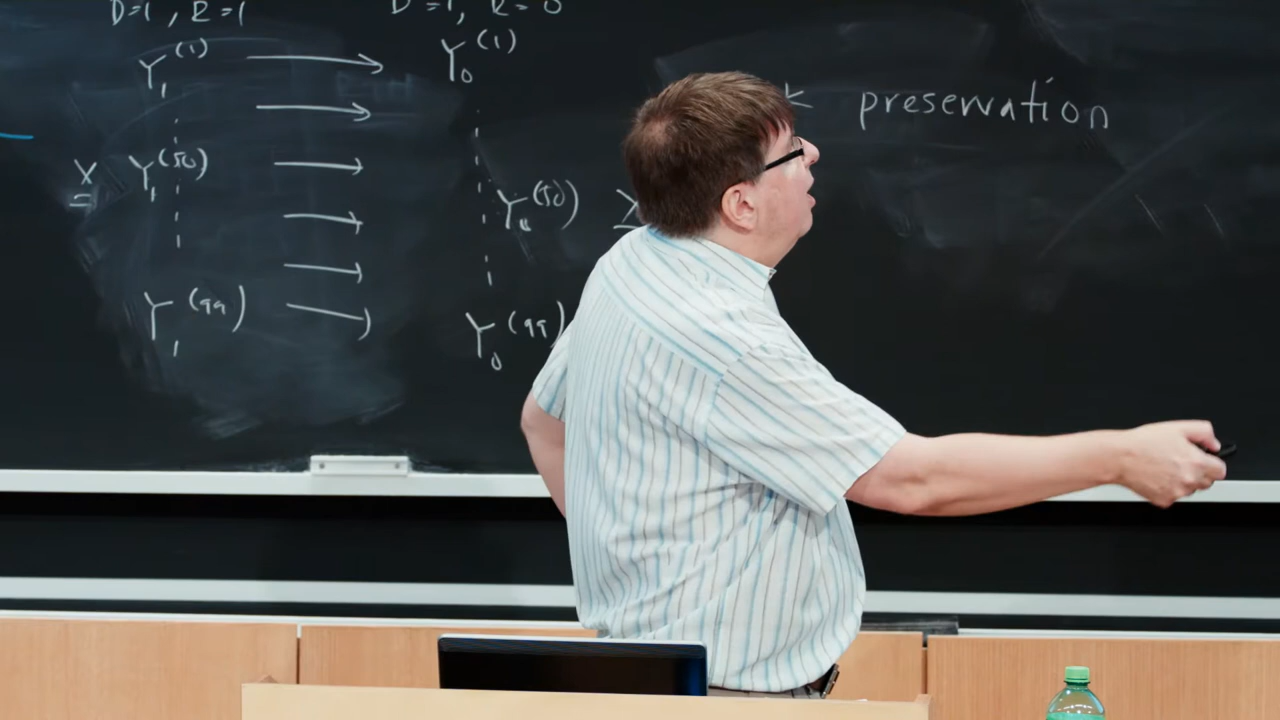 D=1, R=1
D=1, R=0
Y₁⁽¹⁾ → Y₀⁽¹⁾
→
X Y₁⁽⁵⁰⁾ → Y₀⁽⁵⁰⁾
→
→
Y₁⁽⁹⁹⁾ → Y₀⁽⁹⁹⁾
preservation